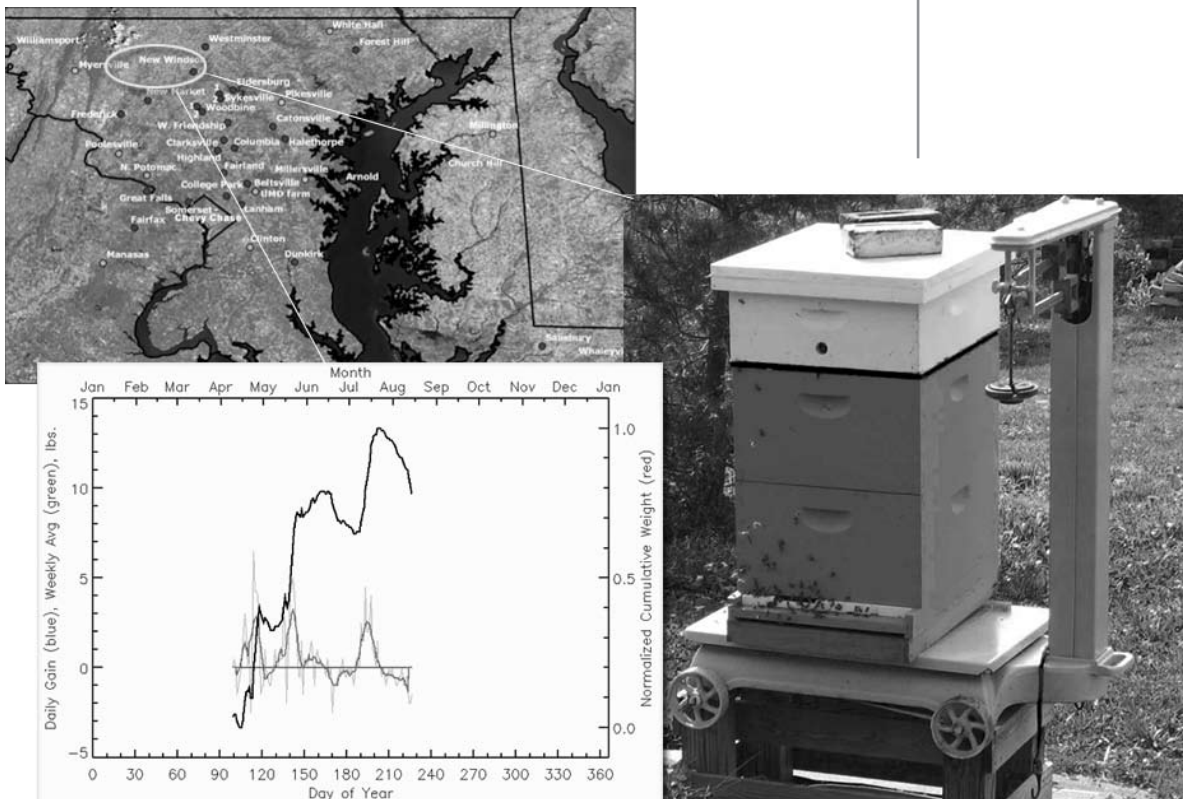 White Hall
Williamsport
Westminster
Forest Hill
Myersville
New Windsor
Eldersburg
New Market
Sykesville
Pikesville
Woodbine
Frederick
W. Friendship
Catonsville
Millington
Clarksville
Columbia
Halethorpe
Poolesville
Highland
Church Hill
N. Potomac
Fairland
Millersville
Arnold
College Park
Beltsville
Great Falls
UMD farm
Somerset
Lanham
Chevy Chase
Fairfax
Clinton
Manasas
Dunkirk
Salisbury
Whaleyvi
Month
Jan Feb Mar Apr May Jun Jul Aug Sep Oct Nov Dec Jan
15
10
5
0
−5
Daily Gain (blue), Weekly Avg (green), lbs.
1.0
0.5
0.0
Normalized Cumulative Weight (red)
0 30 60 90 120 150 180 210 240 270 300 330 360
Day of Year